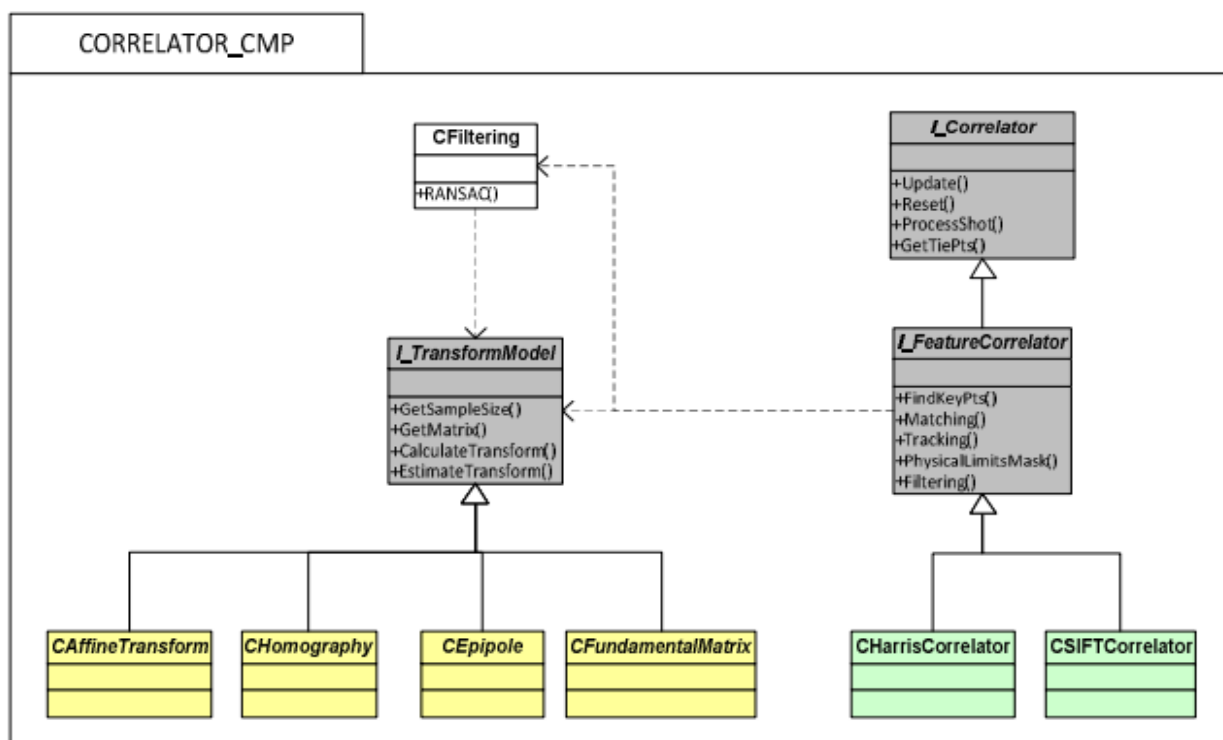 CORRELATOR_CMP
CFiltering
+RANSAC()
I_Correlator
+Update()
+Reset()
+ProcessShot()
+GetTiePts()
I_TransformModel
+GetSampleSize()
+GetMatrix()
+CalculateTransform()
+EstimateTransform()
I_FeatureCorrelator
+FindKeyPts()
+Matching()
+Tracking()
+PhysicalLimitsMask()
+Filtering()
CAffineTransform
CHomography
CEpipole
CFundamentalMatrix
CHarrisCorrelator
CSIFTCorrelator